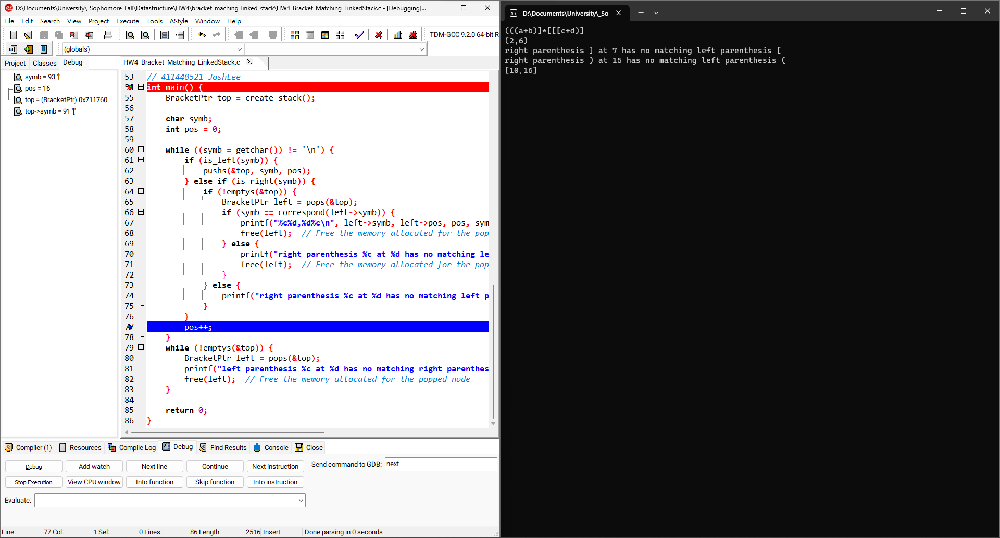 D:\Documents\University\_Sophomore_Fall\Datastructure\HW4\bracket_maching_linked_stack\HW4_Bracket_Matching_LinkedStack.c - [Debugging]...
File Edit Search View Project Execute Tools AStyle Window Help
TDM-GCC 9.2.0 64-bit Re
(globals)
Project Classes Debug
symb = 93 ']'
pos = 16
top = (BracketPtr) 0x711760
top->symb = 91 '['
HW4_Bracket_Matching_LinkedStack.c
53 // 411440521 JoshLee
54 int main() {
55 BracketPtr top = create_stack();
56
57 char symb;
58 int pos = 0;
59
60 while ((symb = getchar()) != '\n') {
61 if (is_left(symb)) {
62 pushs(&top, symb, pos);
63 } else if (is_right(symb)) {
64 if (!emptys(&top)) {
65 BracketPtr left = pops(&top);
66 if (symb == correspond(left->symb)) {
67 printf("%c%d,%d%c\n", left->symb, left->pos, pos, sym
68 free(left);  // Free the memory allocated for the pop
69 } else {
70 printf("right parenthesis %c at %d has no matching le
71 free(left);  // Free the memory allocated for the pop
72 }
73 } else {
74 printf("right parenthesis %c at %d has no matching left p
75 }
76 }
77 pos++;
78 }
79 while (!emptys(&top)) {
80 BracketPtr left = pops(&top);
81 printf("left parenthesis %c at %d has no matching right parenthes
82 free(left);  // Free the memory allocated for the popped node
83 }
84
85 return 0;
86 }
Compiler (1) Resources Compile Log Debug Find Results Console Close
Debug Add watch Next line Continue Next instruction Send command to GDB: next
Stop Execution View CPU window Into function Skip function Into instruction
Evaluate:
Line: 77 Col: 1 Sel: 0 Lines: 86 Length: 2516 Insert Done parsing in 0 seconds
D:\Documents\University\_So
(((a+b)]*[[[c+d)]
(2,6)
right parenthesis ] at 7 has no matching left parenthesis [
right parenthesis ) at 15 has no matching left parenthesis (
[10,16]